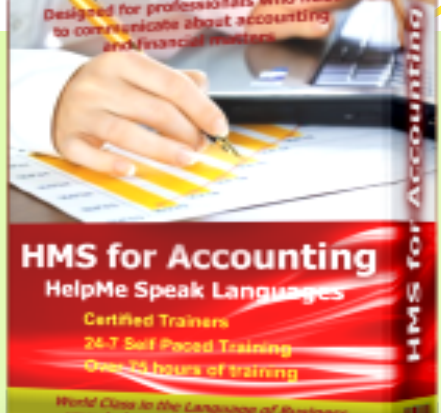 Designed for professionals who must
to communicate about accounting
and financial matters
HMS for Accounting
HelpMe Speak Languages
Certified Trainers
24-7 Self Paced Training
Over 75 hours of training
World Class in the Language of Business
HMS for Accounting